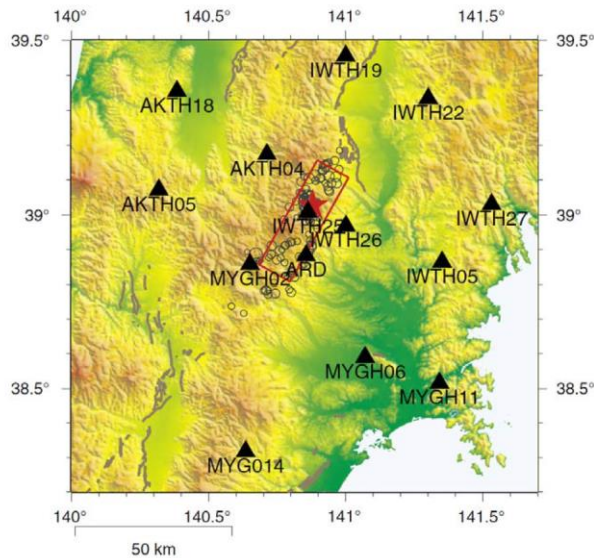 140° 140.5° 141° 141.5°
39.5° 39.5°
IWTH19
AKTH18
IWTH22
AKTH04
AKTH05
39° 39°
IWTH25
IWTH27
IWTH26
MYGH02
ARD
IWTH05
MYGH06
38.5° 38.5°
MYGH11
MYG014
140° 140.5° 141° 141.5°
50 km